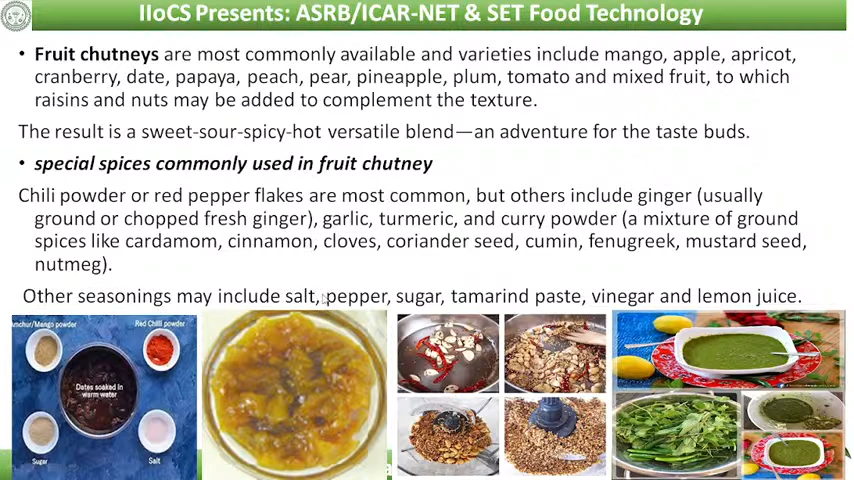 IIoCS Presents: ASRB/ICAR-NET & SET Food Technology
• Fruit chutneys are most commonly available and varieties include mango, apple, apricot,
cranberry, date, papaya, peach, pear, pineapple, plum, tomato and mixed fruit, to which
raisins and nuts may be added to complement the texture.
The result is a sweet-sour-spicy-hot versatile blend—an adventure for the taste buds.
• special spices commonly used in fruit chutney
Chili powder or red pepper flakes are most common, but others include ginger (usually
ground or chopped fresh ginger), garlic, turmeric, and curry powder (a mixture of ground
spices like cardamom, cinnamon, cloves, coriander seed, cumin, fenugreek, mustard seed,
nutmeg).
Other seasonings may include salt, pepper, sugar, tamarind paste, vinegar and lemon juice.
Amchur/Mango powder
Red Chilli powder
Dates soaked in
warm water
Sugar
Salt